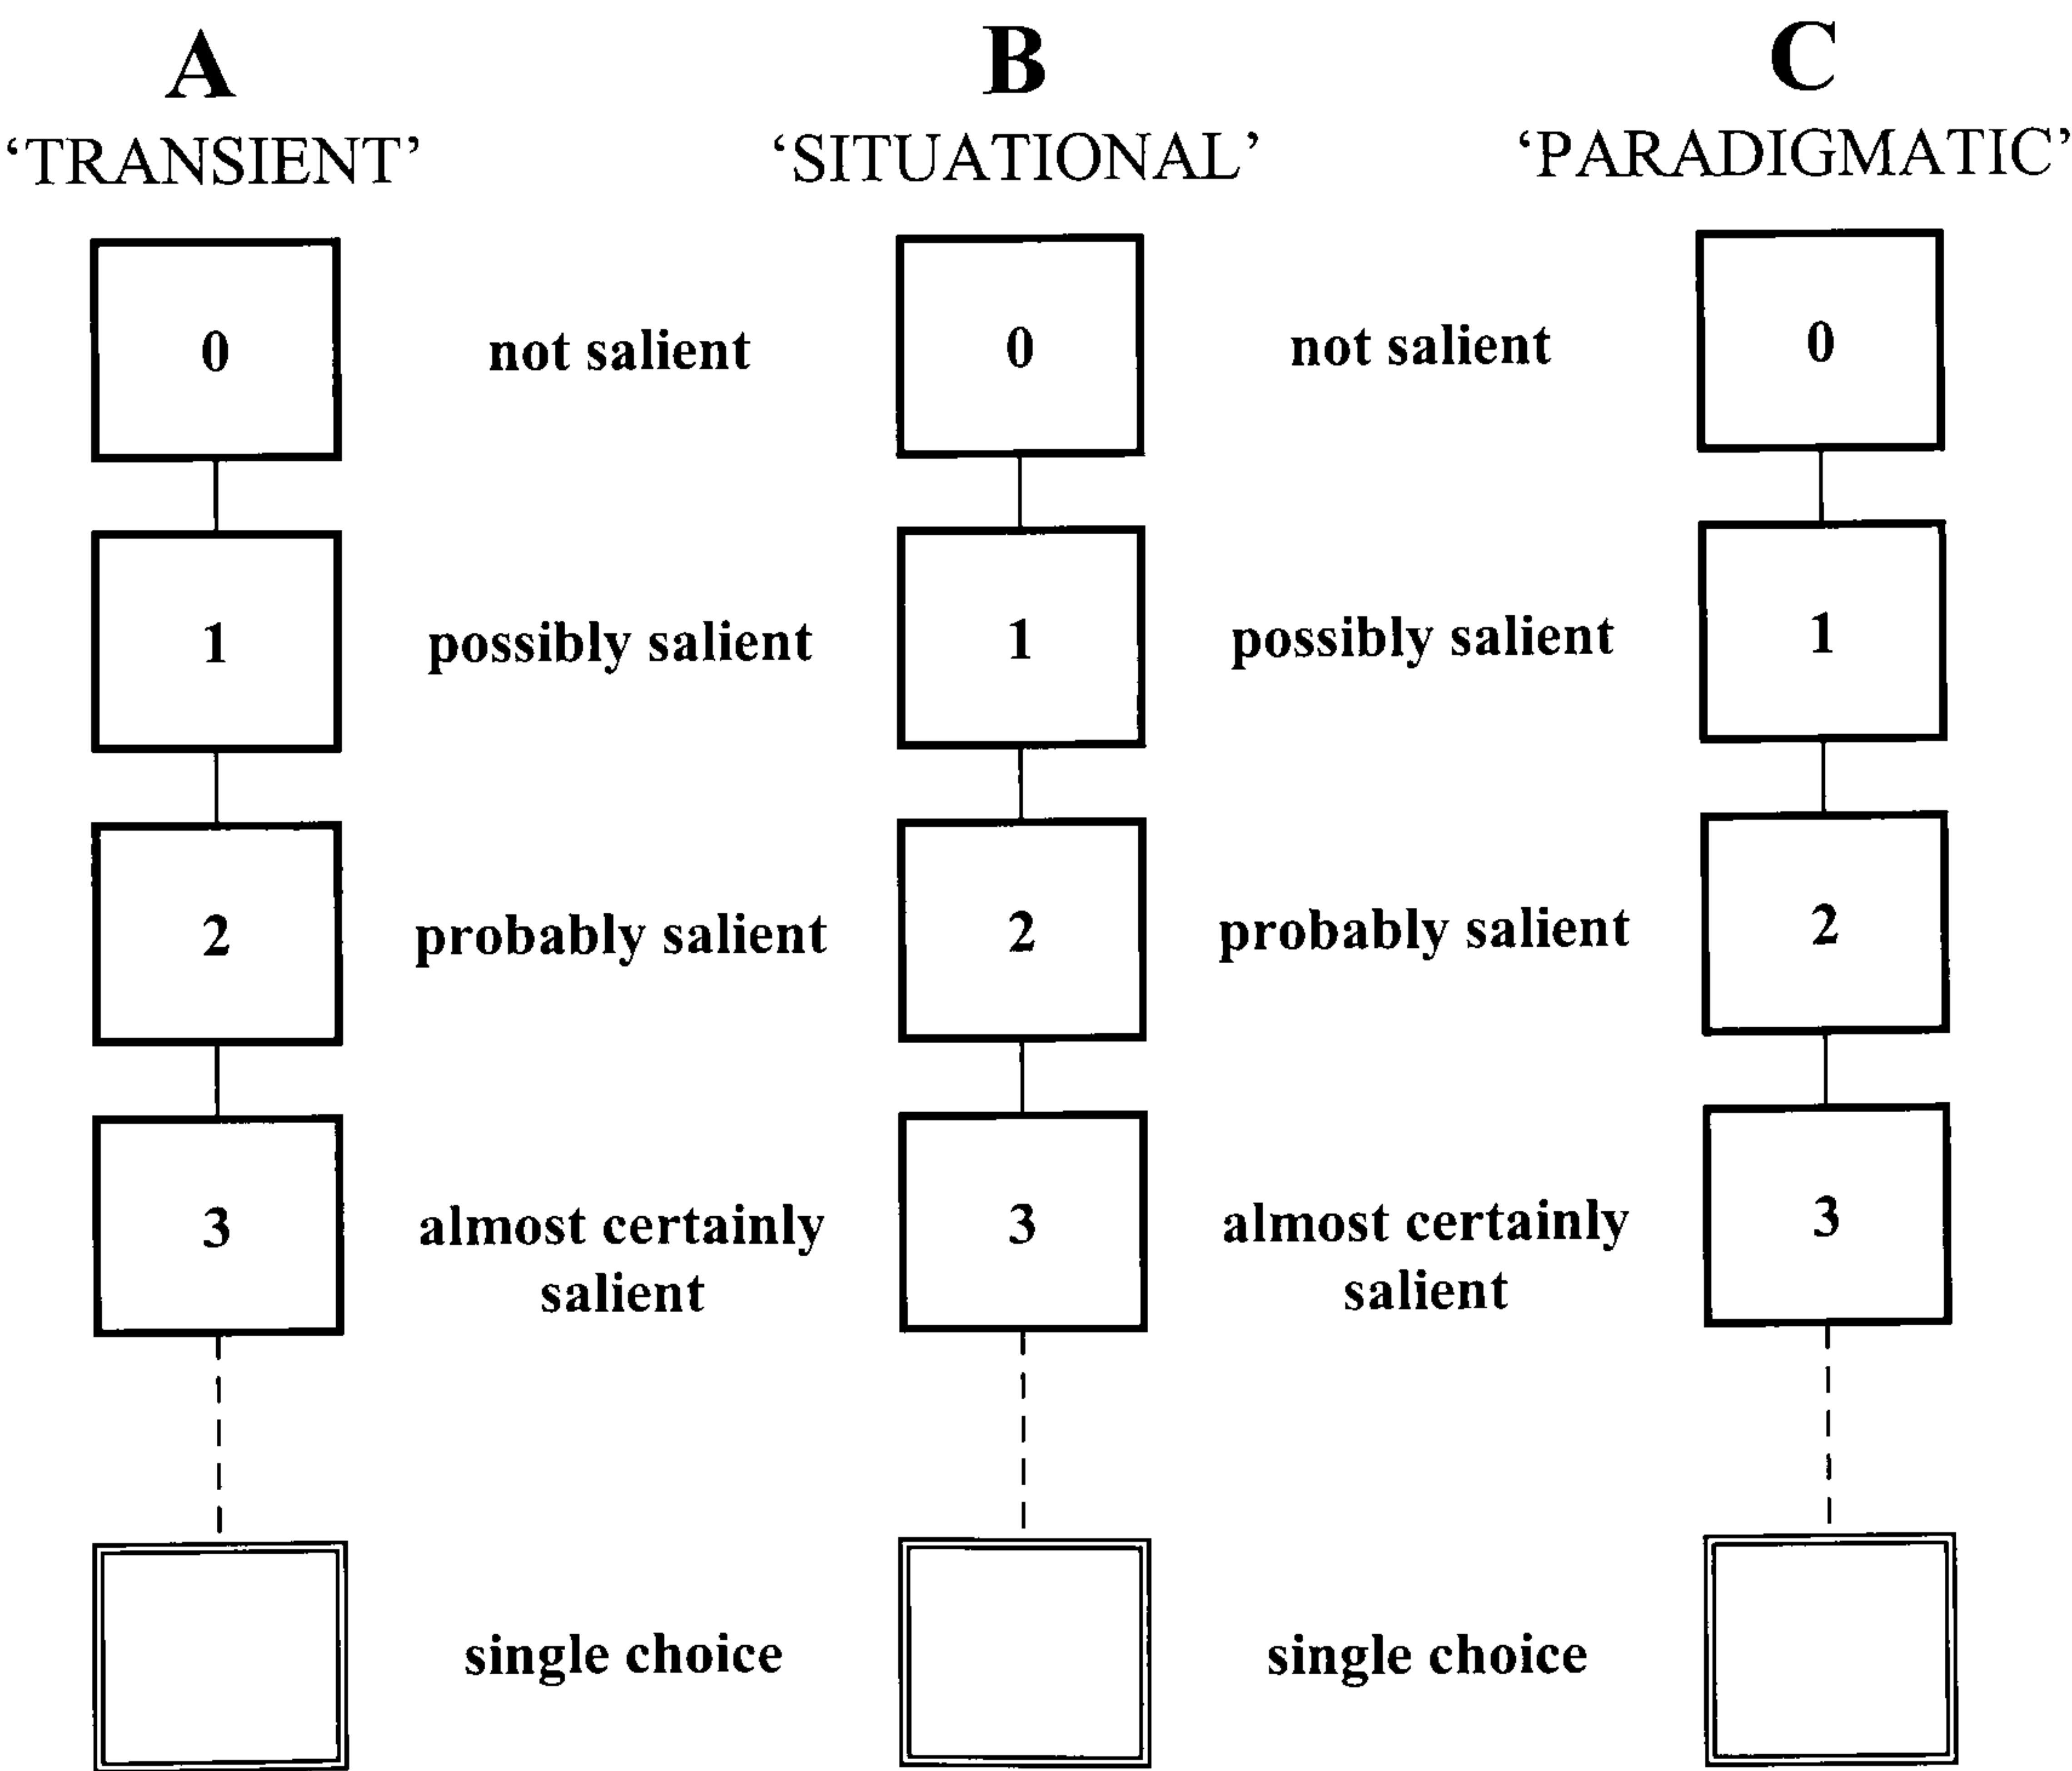 A B C
‘TRANSIENT’ ‘SITUATIONAL’ ‘PARADIGMATIC’
0 not salient 0 not salient 0
1 possibly salient 1 possibly salient 1
2 probably salient 2 probably salient 2
3 almost certainly 3 almost certainly 3
salient salient
single choice single choice